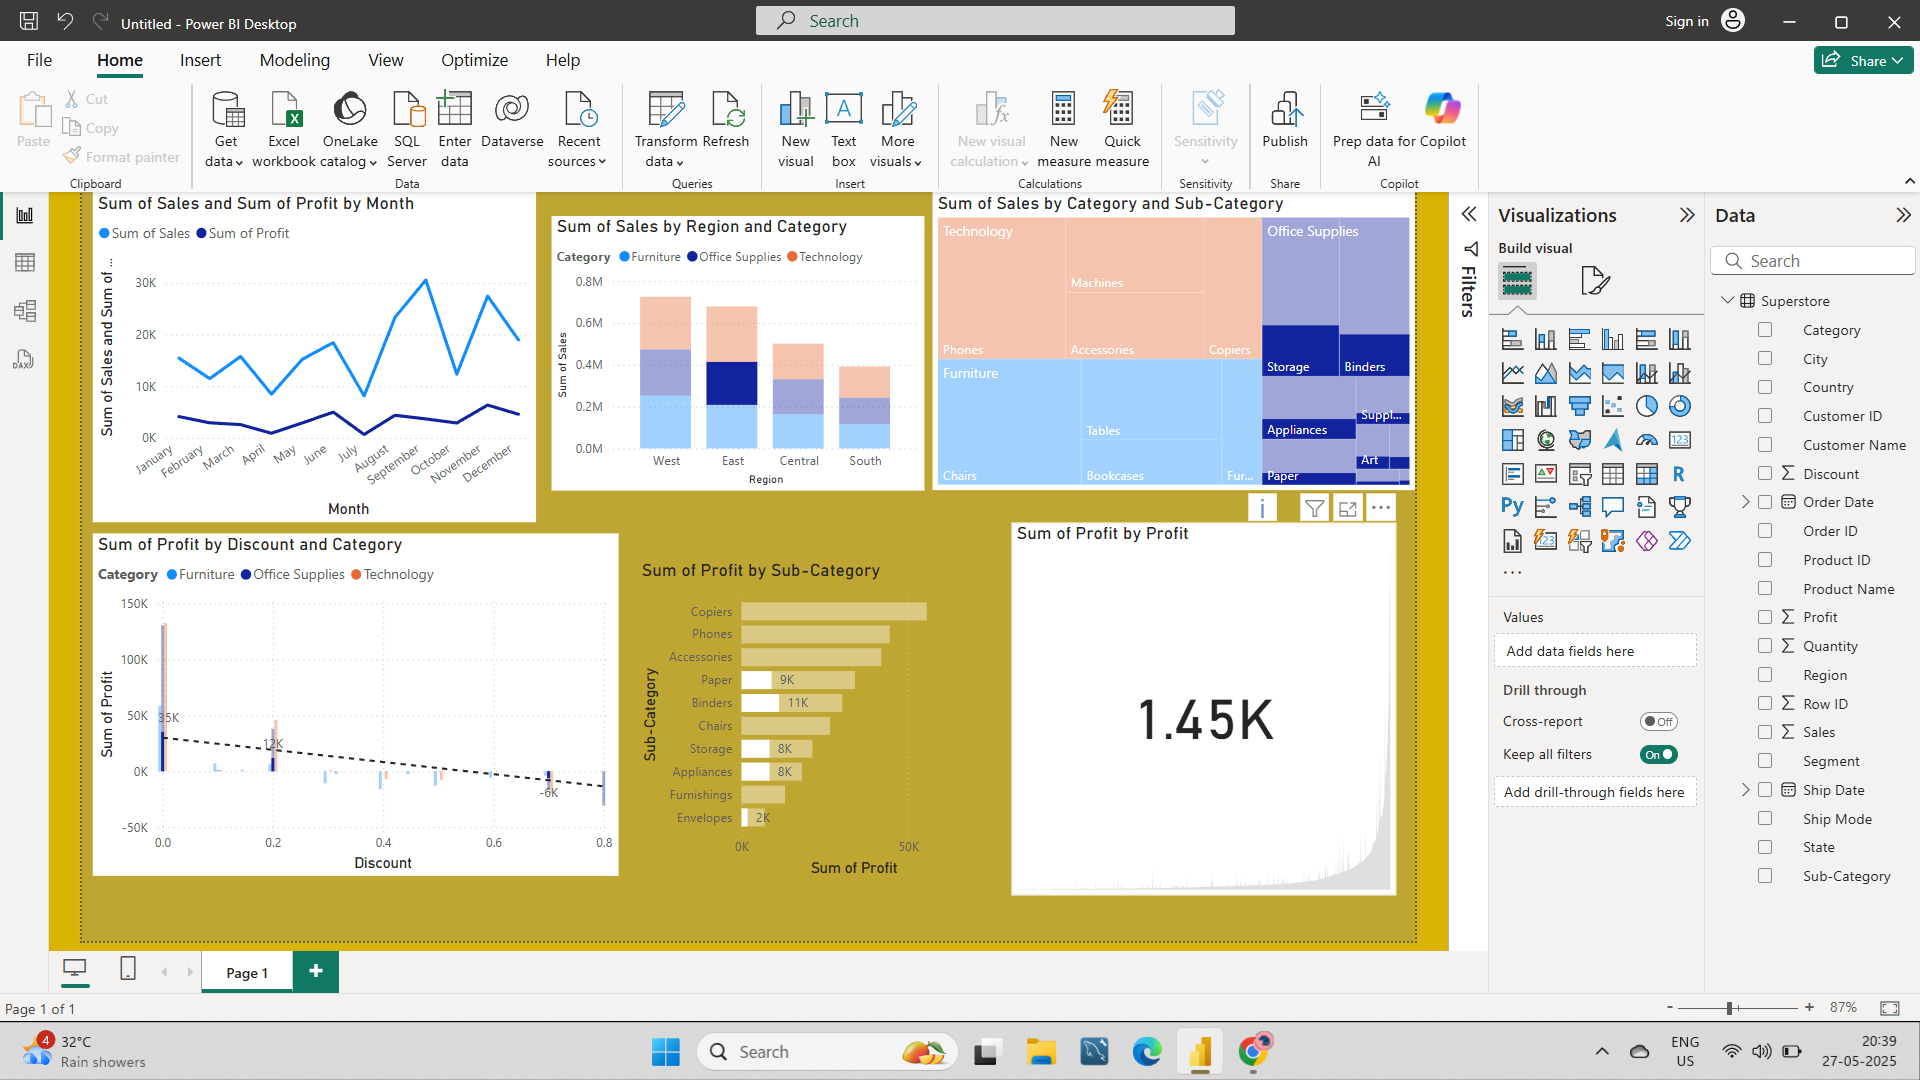 Untitled - Power BI Desktop
Search
Sign in
File
Home
Insert
Modeling
View
Optimize
Help
Share
Paste
Cut
Copy
Format painter
Clipboard
Get data
Excel workbook
OneLake catalog
SQL Server
Enter data
Dataverse
Recent sources
Data
Transform data
Refresh
Queries
New visual
Text box
More visuals
Insert
New visual calculation
New measure
Quick measure
Calculations
Sensitivity
Sensitivity
Publish
Share
Prep data for AI
Copilot
Copilot
Sum of Sales and Sum of Profit by Month
Sum of Sales
Sum of Profit
Sum of Sales and Sum of ...
30K
20K
10K
0K
January
February
March
April
May
June
July
August
September
October
November
December
Month
Sum of Sales by Region and Category
Category
Furniture
Office Supplies
Technology
Sum of Sales
0.8M
0.6M
0.4M
0.2M
0.0M
West
East
Central
South
Region
Sum of Sales by Category and Sub-Category
Technology
Phones
Machines
Accessories
Copiers
Furniture
Chairs
Tables
Bookcases
Fur...
Office Supplies
Storage
Binders
Appliances
Suppl...
Art
Paper
Sum of Profit by Discount and Category
Category
Furniture
Office Supplies
Technology
Sum of Profit
150K
100K
50K
0K
-50K
35K
12K
-6K
0.0
0.2
0.4
0.6
0.8
Discount
Sum of Profit by Sub-Category
Sub-Category
Copiers
Phones
Accessories
Paper
9K
Binders
11K
Chairs
Storage
8K
Appliances
8K
Furnishings
Envelopes
2K
0K
50K
Sum of Profit
Sum of Profit by Profit
1.45K
Filters
Visualizations
Build visual
123
R
Py
123
...
Values
Add data fields here
Drill through
Cross-report
Off
Keep all filters
On
Add drill-through fields here
Data
Search
Superstore
Category
City
Country
Customer ID
Customer Name
Discount
Order Date
Order ID
Product ID
Product Name
Profit
Quantity
Region
Row ID
Sales
Segment
Ship Date
Ship Mode
State
Sub-Category
DAX
Page 1
Page 1 of 1
- + 87%
4
32°C
Rain showers
Search
ENG
US
20:39
27-05-2025